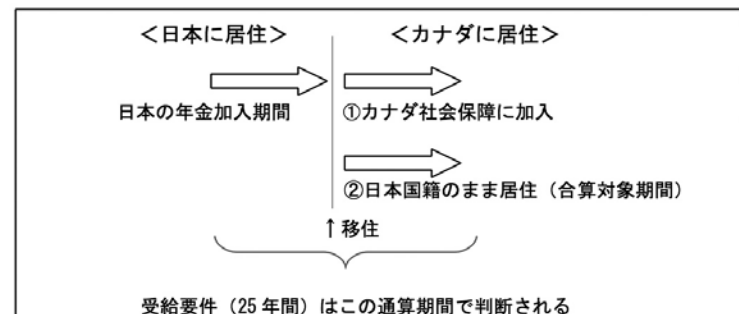 ＜日本に居住＞
＜カナダに居住＞
日本の年金加入期間
①カナダ社会保障に加入
②日本国籍のまま居住（合算対象期間）
↑移住
受給要件（25 年間）はこの通算期間で判断される